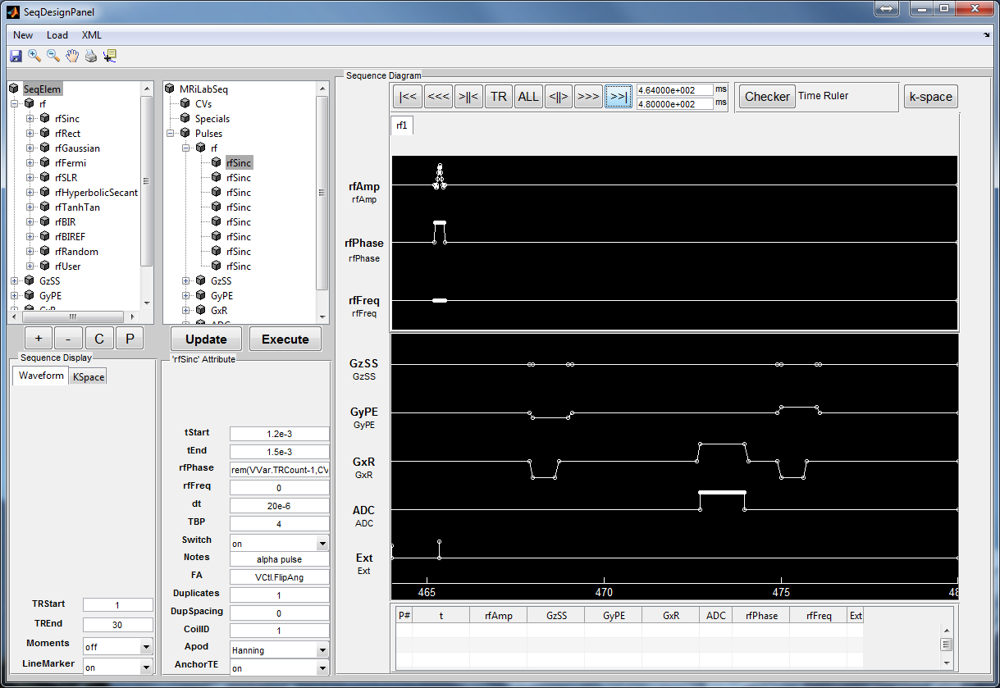 SeqDesignPanel
New Load XML
SeqElem
rf
rfSinc
rfRect
rfGaussian
rfFermi
rfSLR
rfHyperbolicSecant
rfTanhTan
rfBIR
rfBIREF
rfRandom
rfUser
GzSS
GyPE
+ - C P
MRiLabSeq
CVs
Specials
Pulses
rf
rfSinc
rfSinc
rfSinc
rfSinc
rfSinc
rfSinc
rfSinc
rfSinc
GzSS
GyPE
GxR
Update Execute
Sequence Display
Waveform KSpace
TRStart 1
TREnd 30
Moments off
LineMarker on
'rfSinc' Attribute
tStart 1.2e-3
tEnd 1.5e-3
rfPhase rem(VVar.TRCount-1,CV
rfFreq 0
dt 20e-6
TBP 4
Switch on
Notes alpha pulse
FA VCtl.FlipAng
Duplicates 1
DupSpacing 0
CoilID 1
Apod Hanning
AnchorTE on
Sequence Diagram
|<< <<< >||< TR ALL <||> >>> >>|
4.64000e+002 ms
4.80000e+002 ms
Checker Time Ruler
k-space
rf1
rfAmp
rfAmp
rfPhase
rfPhase
rfFreq
rfFreq
GzSS
GzSS
GyPE
GyPE
GxR
GxR
ADC
ADC
Ext
Ext
465 470 475 48
P# t rfAmp GzSS GyPE GxR ADC rfPhase rfFreq Ext